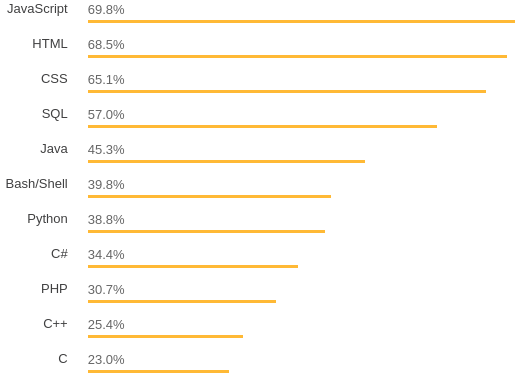 JavaScript 69.8%
HTML 68.5%
CSS 65.1%
SQL 57.0%
Java 45.3%
Bash/Shell 39.8%
Python 38.8%
C# 34.4%
PHP 30.7%
C++ 25.4%
C 23.0%